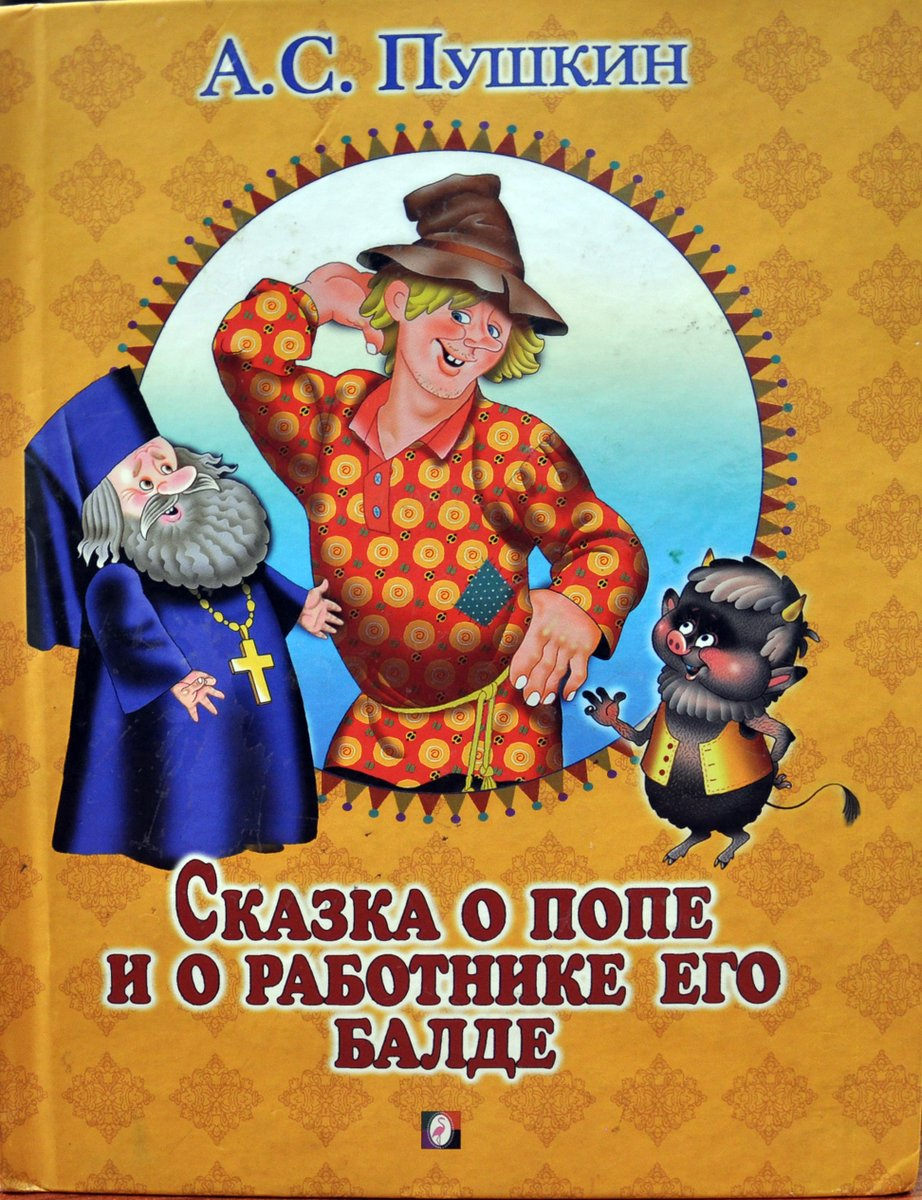 А.С. Пушкин
Сказка о попе
и о работнике его
Балде